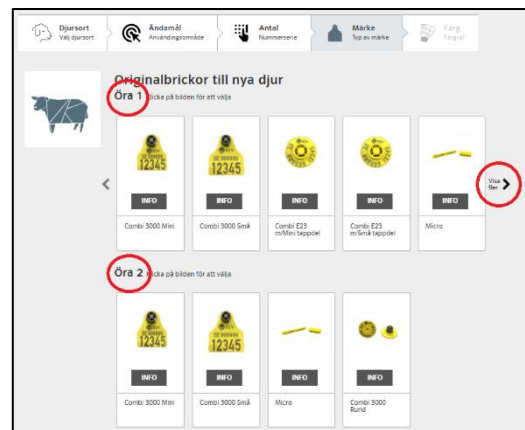 Djursort
Välj djursort
Ändamål
Användningsområde
Antal
Nummerserie
Märke
Typ av märke
Färg
Färgval
Originalbrickor till nya djur
Öra 1 Klicka på bilden för att välja
12345
12345
INFO
INFO
INFO
INFO
INFO
Visa
fler
Combi 3000 Mini
Combi 3000 Små
Combi E23
m/Mini tappdel
Combi E23
m/Små tappdel
Micro
Öra 2 Klicka på bilden för att välja
12345
12345
INFO
INFO
INFO
INFO
Combi 3000 Mini
Combi 3000 Små
Micro
Combi 3000
Rund